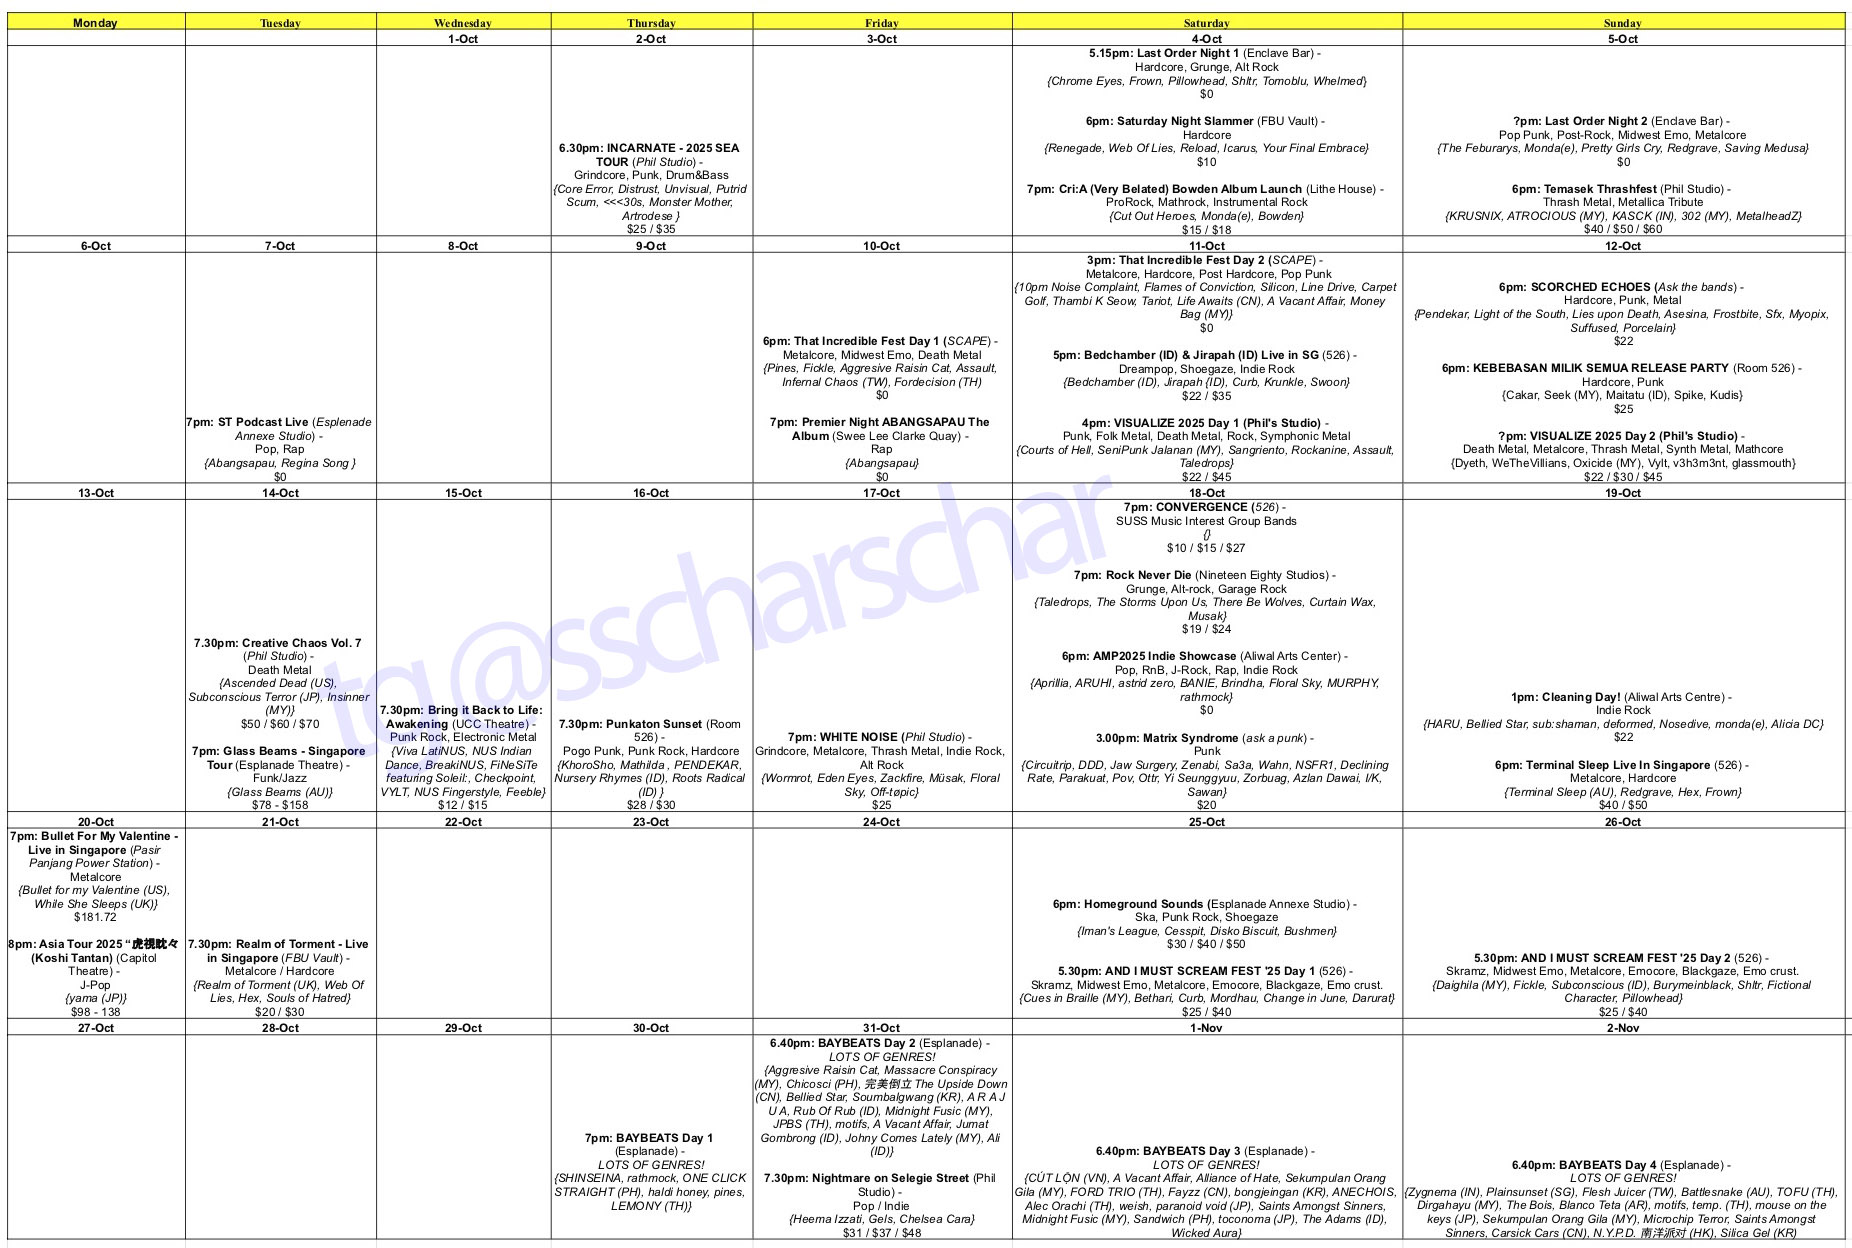 Monday
Tuesday
Wednesday
Thursday
Friday
Saturday
Sunday
1-Oct
2-Oct
3-Oct
4-Oct
5-Oct
6.30pm: INCARNATE - 2025 SEA
TOUR (Phil Studio) -
Grindcore, Punk, Drum&Bass
{Core Error, Distrust, Unvisual, Putrid
Scum, <<<30s, Monster Mother,
Artrodese }
$25 / $35
5.15pm: Last Order Night 1 (Enclave Bar) -
Hardcore, Grunge, Alt Rock
{Chrome Eyes, Frown, Pillowhead, Shltr, Tomoblu, Whelmed}
$0
6pm: Saturday Night Slammer (FBU Vault) -
Hardcore
{Renegade, Web Of Lies, Reload, Icarus, Your Final Embrace}
$10
7pm: Cri:A (Very Belated) Bowden Album Launch (Lithe House) -
ProRock, Mathrock, Instrumental Rock
{Cut Out Heroes, Monda(e), Bowden}
$15 / $18
?pm: Last Order Night 2 (Enclave Bar) -
Pop Punk, Post-Rock, Midwest Emo, Metalcore
{The Feburarys, Monda(e), Pretty Girls Cry, Redgrave, Saving Medusa}
$0
6pm: Temasek Thrashfest (Phil Studio) -
Thrash Metal, Metallica Tribute
{KRUSNIX, ATROCIOUS (MY), KASCK (IN), 302 (MY), MetalheadZ}
$40 / $50 / $60
6-Oct
7-Oct
8-Oct
9-Oct
10-Oct
11-Oct
12-Oct
7pm: ST Podcast Live (Esplenade
Annexe Studio) -
Pop, Rap
{Abangsapau, Regina Song }
$0
6pm: That Incredible Fest Day 1 (SCAPE) -
Metalcore, Midwest Emo, Death Metal
{Pines, Fickle, Aggresive Raisin Cat, Assault,
Infernal Chaos (TW), Fordecision (TH)
$0
7pm: Premier Night ABANGSAPAU The
Album (Swee Lee Clarke Quay) -
Rap
{Abangsapau}
$0
3pm: That Incredible Fest Day 2 (SCAPE) -
Metalcore, Hardcore, Post Hardcore, Pop Punk
{10pm Noise Complaint, Flames of Conviction, Silicon, Line Drive, Carpet
Golf, Thambi K Seow, Tariot, Life Awaits (CN), A Vacant Affair, Money
Bag (MY)}
$0
5pm: Bedchamber (ID) & Jirapah (ID) Live in SG (526) -
Dreampop, Shoegaze, Indie Rock
{Bedchamber (ID), Jirapah {ID), Curb, Krunkle, Swoon}
$22 / $35
4pm: VISUALIZE 2025 Day 1 (Phil's Studio) -
Punk, Folk Metal, Death Metal, Rock, Symphonic Metal
{Courts of Hell, SeniPunk Jalanan (MY), Sangriento, Rockanine, Assault,
Taledrops}
$22 / $45
6pm: SCORCHED ECHOES (Ask the bands) -
Hardcore, Punk, Metal
{Pendekar, Light of the South, Lies upon Death, Asesina, Frostbite, Sfx, Myopix,
Suffused, Porcelain}
$22
6pm: KEBEBASAN MILIK SEMUA RELEASE PARTY (Room 526) -
Hardcore, Punk
{Cakar, Seek (MY), Maitatu (ID), Spike, Kudis}
$25
?pm: VISUALIZE 2025 Day 2 (Phil's Studio) -
Death Metal, Metalcore, Thrash Metal, Synth Metal, Mathcore
{Dyeth, WeTheVillians, Oxicide (MY), Vylt, v3h3m3nt, glassmouth}
$22 / $30 / $45
13-Oct
14-Oct
15-Oct
16-Oct
17-Oct
18-Oct
19-Oct
7.30pm: Creative Chaos Vol. 7
(Phil Studio) -
Death Metal
{Ascended Dead (US),
Subconscious Terror (JP), Insinner
(MY)}
$50 / $60 / $70
7pm: Glass Beams - Singapore
Tour (Esplanade Theatre) -
Funk/Jazz
{Glass Beams (AU)}
$78 - $158
7.30pm: Bring it Back to Life:
Awakening (UCC Theatre) -
Punk Rock, Electronic Metal
{Viva LatiNUS, NUS Indian
Dance, BreakiNUS, FiNeSiTe
featuring Soleil:, Checkpoint,
VYLT, NUS Fingerstyle, Feeble}
$12 / $15
7.30pm: Punkaton Sunset (Room
526) -
Pogo Punk, Punk Rock, Hardcore
{KhoroSho, Mathilda , PENDEKAR,
Nursery Rhymes (ID), Roots Radical
(ID) }
$28 / $30
7pm: WHITE NOISE (Phil Studio) -
Grindcore, Metalcore, Thrash Metal, Indie Rock,
Alt Rock
{Wormrot, Eden Eyes, Zackfire, Müsak, Floral
Sky, Off-tøpic}
$25
7pm: CONVERGENCE (526) -
SUSS Music Interest Group Bands
{}
$10 / $15 / $27
7pm: Rock Never Die (Nineteen Eighty Studios) -
Grunge, Alt-rock, Garage Rock
{Taledrops, The Storms Upon Us, There Be Wolves, Curtain Wax,
Musak}
$19 / $24
6pm: AMP2025 Indie Showcase (Aliwal Arts Center) -
Pop, RnB, J-Rock, Rap, Indie Rock
{Aprillia, ARUHI, astrid zero, BANIE, Brindha, Floral Sky, MURPHY,
rathmock}
$0
3.00pm: Matrix Syndrome (ask a punk) -
Punk
{Circuitrip, DDD, Jaw Surgery, Zenabi, Sa3a, Wahn, NSFR1, Declining
Rate, Parakuat, Pov, Ottr, Yi Seunggyuu, Zorbuag, Azlan Dawai, I/K,
Sawan}
$20
1pm: Cleaning Day! (Aliwal Arts Centre) -
Indie Rock
{HARU, Bellied Star, sub:shaman, deformed, Nosedive, monda(e), Alicia DC}
$22
6pm: Terminal Sleep Live In Singapore (526) -
Metalcore, Hardcore
{Terminal Sleep (AU), Redgrave, Hex, Frown}
$40 / $50
tg@sscharschar
20-Oct
21-Oct
22-Oct
23-Oct
24-Oct
25-Oct
26-Oct
7pm: Bullet For My Valentine -
Live in Singapore (Pasir
Panjang Power Station) -
Metalcore
{Bullet for my Valentine (US),
While She Sleeps (UK)}
$181.72
8pm: Asia Tour 2025 “虎視眈々
(Koshi Tantan) (Capitol
Theatre) -
J-Pop
{yama (JP)}
$98 - 138
7.30pm: Realm of Torment - Live
in Singapore (FBU Vault) -
Metalcore / Hardcore
{Realm of Torment (UK), Web Of
Lies, Hex, Souls of Hatred}
$20 / $30
6pm: Homeground Sounds (Esplanade Annexe Studio) -
Ska, Punk Rock, Shoegaze
{Iman's League, Cesspit, Disko Biscuit, Bushmen}
$30 / $40 / $50
5.30pm: AND I MUST SCREAM FEST '25 Day 1 (526) -
Skramz, Midwest Emo, Metalcore, Emocore, Blackgaze, Emo crust.
{Cues in Braille (MY), Bethari, Curb, Mordhau, Change in June, Darurat}
$25 / $40
5.30pm: AND I MUST SCREAM FEST '25 Day 2 (526) -
Skramz, Midwest Emo, Metalcore, Emocore, Blackgaze, Emo crust.
{Daighila (MY), Fickle, Subconscious (ID), Burymeinblack, Shltr, Fictional
Character, Pillowhead}
$25 / $40
27-Oct
28-Oct
29-Oct
30-Oct
31-Oct
1-Nov
2-Nov
7pm: BAYBEATS Day 1
(Esplanade) -
LOTS OF GENRES!
{SHINSEINA, rathmock, ONE CLICK
STRAIGHT (PH), haldi honey, pines,
LEMONY (TH)}
6.40pm: BAYBEATS Day 2 (Esplanade) -
LOTS OF GENRES!
{Aggresive Raisin Cat, Massacre Conspiracy
(MY), Chicosci (PH), 完美倒立 The Upside Down
(CN), Bellied Star, Soumbalgwang (KR), A R A J
U A, Rub Of Rub (ID), Midnight Fusic (MY),
JPBS (TH), motifs, A Vacant Affair, Jumat
Gombrong (ID), Johny Comes Lately (MY), Ali
(ID)}
7.30pm: Nightmare on Selegie Street (Phil
Studio) -
Pop / Indie
{Heema Izzati, Gels, Chelsea Cara}
$31 / $37 / $48
6.40pm: BAYBEATS Day 3 (Esplanade) -
LOTS OF GENRES!
{CÚT LỘN (VN), A Vacant Affair, Alliance of Hate, Sekumpulan Orang
Gila (MY), FORD TRIO (TH), Fayzz (CN), bongjeingan (KR), ANECHOIS,
Alec Orachi (TH), weish, paranoid void (JP), Saints Amongst Sinners,
Midnight Fusic (MY), Sandwich (PH), toconoma (JP), The Adams (ID),
Wicked Aura}
6.40pm: BAYBEATS Day 4 (Esplanade) -
LOTS OF GENRES!
{Zygnema (IN), Plainsunset (SG), Flesh Juicer (TW), Battlesnake (AU), TOFU (TH),
Dirgahayu (MY), The Bois, Blanco Teta (AR), motifs, temp. (TH), mouse on the
keys (JP), Sekumpulan Orang Gila (MY), Microchip Terror, Saints Amongst
Sinners, Carsick Cars (CN), N.Y.P.D. 南洋派对 (HK), Silica Gel (KR)